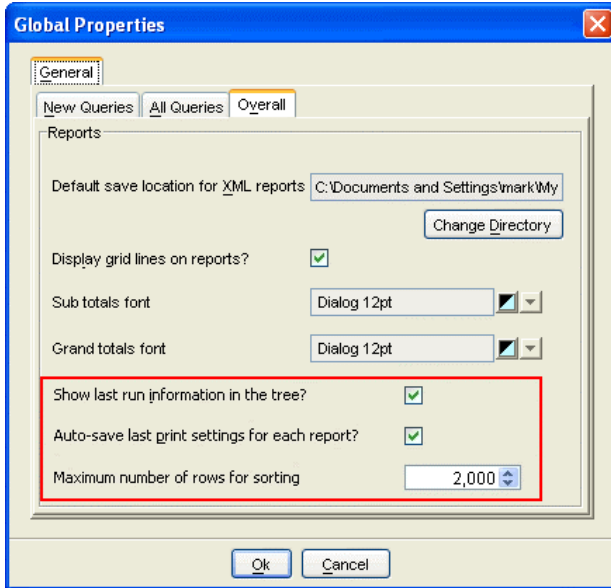 Global Properties
General
New Queries All Queries Overall
Reports
Default save location for XML reports C:\Documents and Settings\mark\My
Change Directory
Display grid lines on reports?
Sub totals font Dialog 12pt
Grand totals font Dialog 12pt
Show last run information in the tree?
Auto-save last print settings for each report?
Maximum number of rows for sorting 2,000
Ok Cancel